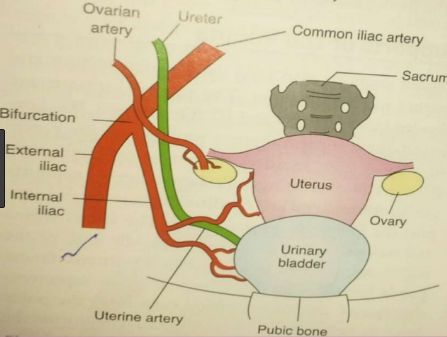 Ovarian
artery
Ureter
Common iliac artery
Sacrum
Bifurcation
External
iliac
Internal
iliac
Uterus
Ovary
Urinary
bladder
Uterine artery
Pubic bone